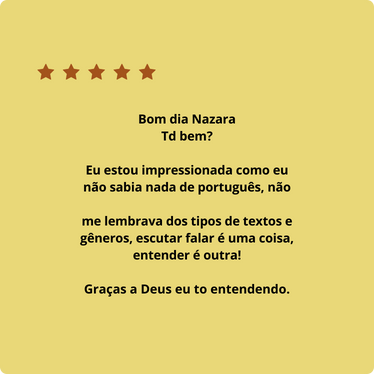 Bom dia Nazara
Td bem?
Eu estou impressionada como eu
não sabia nada de português, não
me lembrava dos tipos de textos e
gêneros, escutar falar é uma coisa,
entender é outra!
Graças a Deus eu to entendendo.